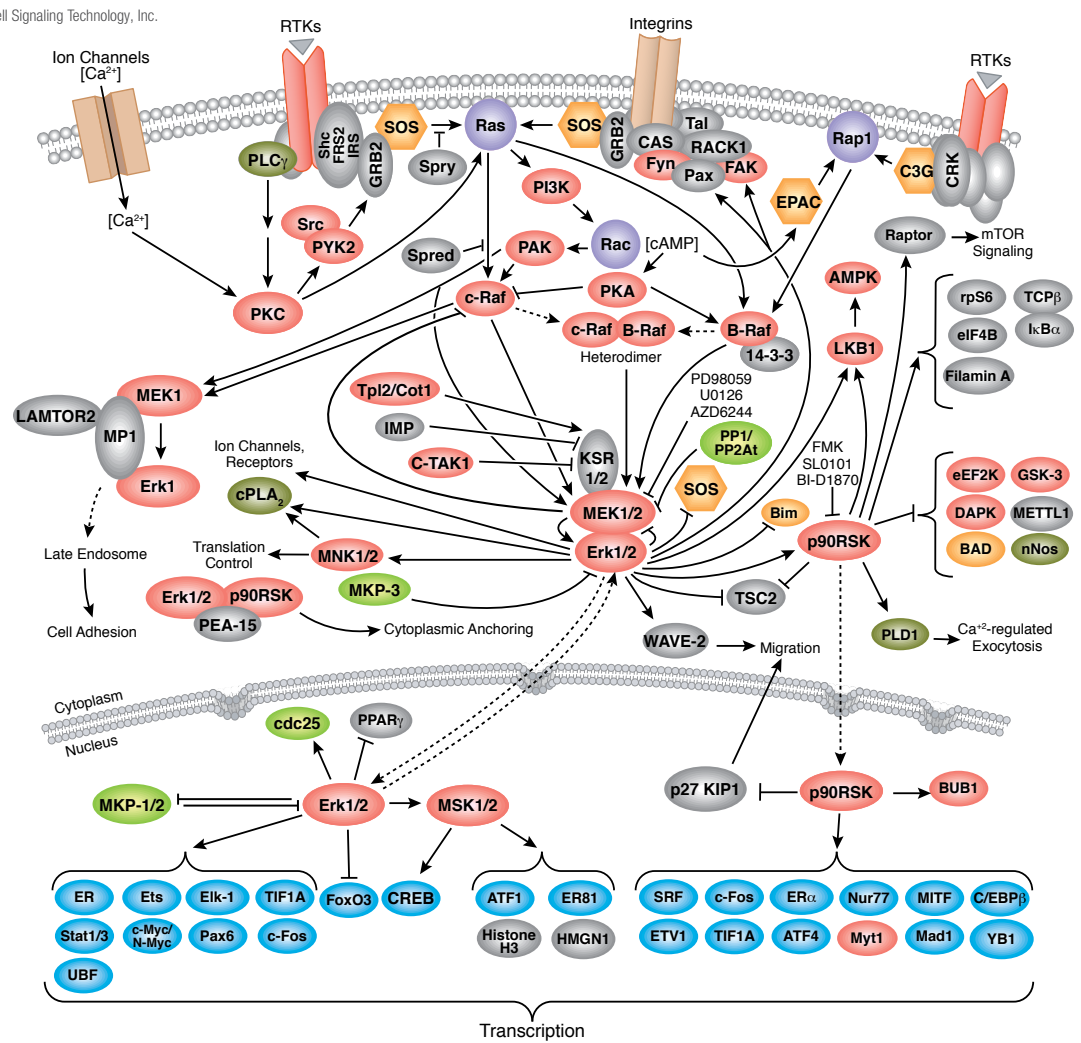 ell Signaling Technology, Inc.
RTKs
Integrins
Ion Channels
[Ca²⁺]
RTKs
SOS
Ras
SOS
Tal
Rap1
Shc
FRS2
IRS
GRB2
GRB2
CAS
RACK1
PLCγ
Spry
Fyn
Pax
FAK
C3G
CRK
PI3K
EPAC
[Ca²⁺]
Src
PYK2
Spred
PAK
Rac
[cAMP]
Raptor
mTOR
Signaling
PKC
c-Raf
PKA
AMPK
rpS6
TCPβ
c-Raf
B-Raf
Heterodimer
B-Raf
14-3-3
LKB1
eIF4B
IκBα
Filamin A
MEK1
LAMTOR2
MP1
Erk1
Tpl2/Cot1
IMP
C-TAK1
KSR
1/2
PD98059
U0126
AZD6244
PP1/
PP2At
SOS
FMK
SL0101
BI-D1870
Ion Channels,
Receptors
cPLA₂
MEK1/2
Erk1/2
Bim
p90RSK
eEF2K
GSK-3
DAPK
METTL1
BAD
nNos
Late Endosome
Translation
Control
MNK1/2
MKP-3
TSC2
Erk1/2
p90RSK
PEA-15
Cytoplasmic Anchoring
Cell Adhesion
WAVE-2
Migration
PLD1
Ca⁺²-regulated
Exocytosis
Cytoplasm
Nucleus
cdc25
PPARγ
MKP-1/2
Erk1/2
MSK1/2
p27 KIP1
p90RSK
BUB1
ER
Ets
Elk-1
TIF1A
FoxO3
CREB
ATF1
ER81
SRF
c-Fos
ERα
Nur77
MITF
C/EBPβ
Stat1/3
c-Myc/
N-Myc
Pax6
c-Fos
Histone
H3
HMGN1
ETV1
TIF1A
ATF4
Myt1
Mad1
YB1
UBF
Transcription